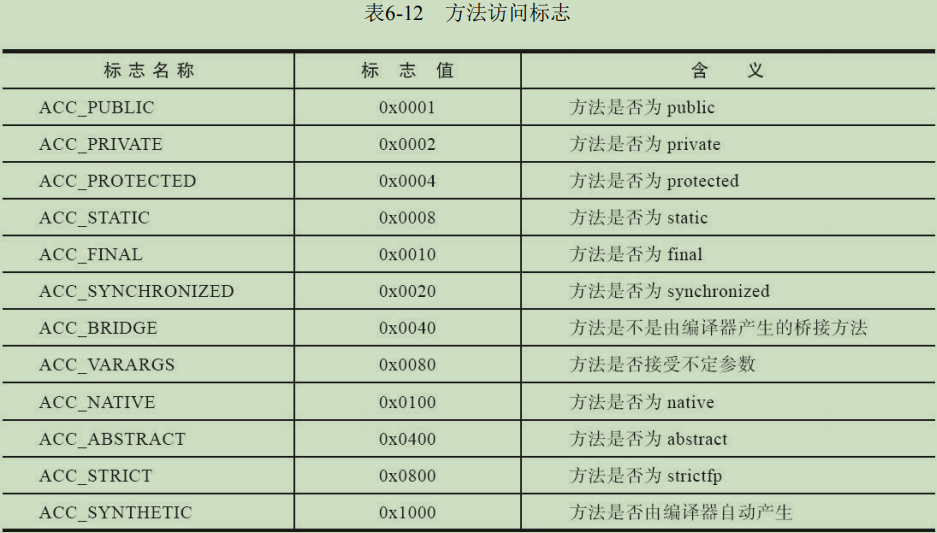 表6-12 方法访问标志
标志名称 标志值 含义
ACC_PUBLIC 0x0001 方法是否为 public
ACC_PRIVATE 0x0002 方法是否为 private
ACC_PROTECTED 0x0004 方法是否为 protected
ACC_STATIC 0x0008 方法是否为 static
ACC_FINAL 0x0010 方法是否为 final
ACC_SYNCHRONIZED 0x0020 方法是否为 synchronized
ACC_BRIDGE 0x0040 方法是不是由编译器产生的桥接方法
ACC_VARARGS 0x0080 方法是否接受不定参数
ACC_NATIVE 0x0100 方法是否为 native
ACC_ABSTRACT 0x0400 方法是否为 abstract
ACC_STRICT 0x0800 方法是否为 strictfp
ACC_SYNTHETIC 0x1000 方法是否由编译器自动产生